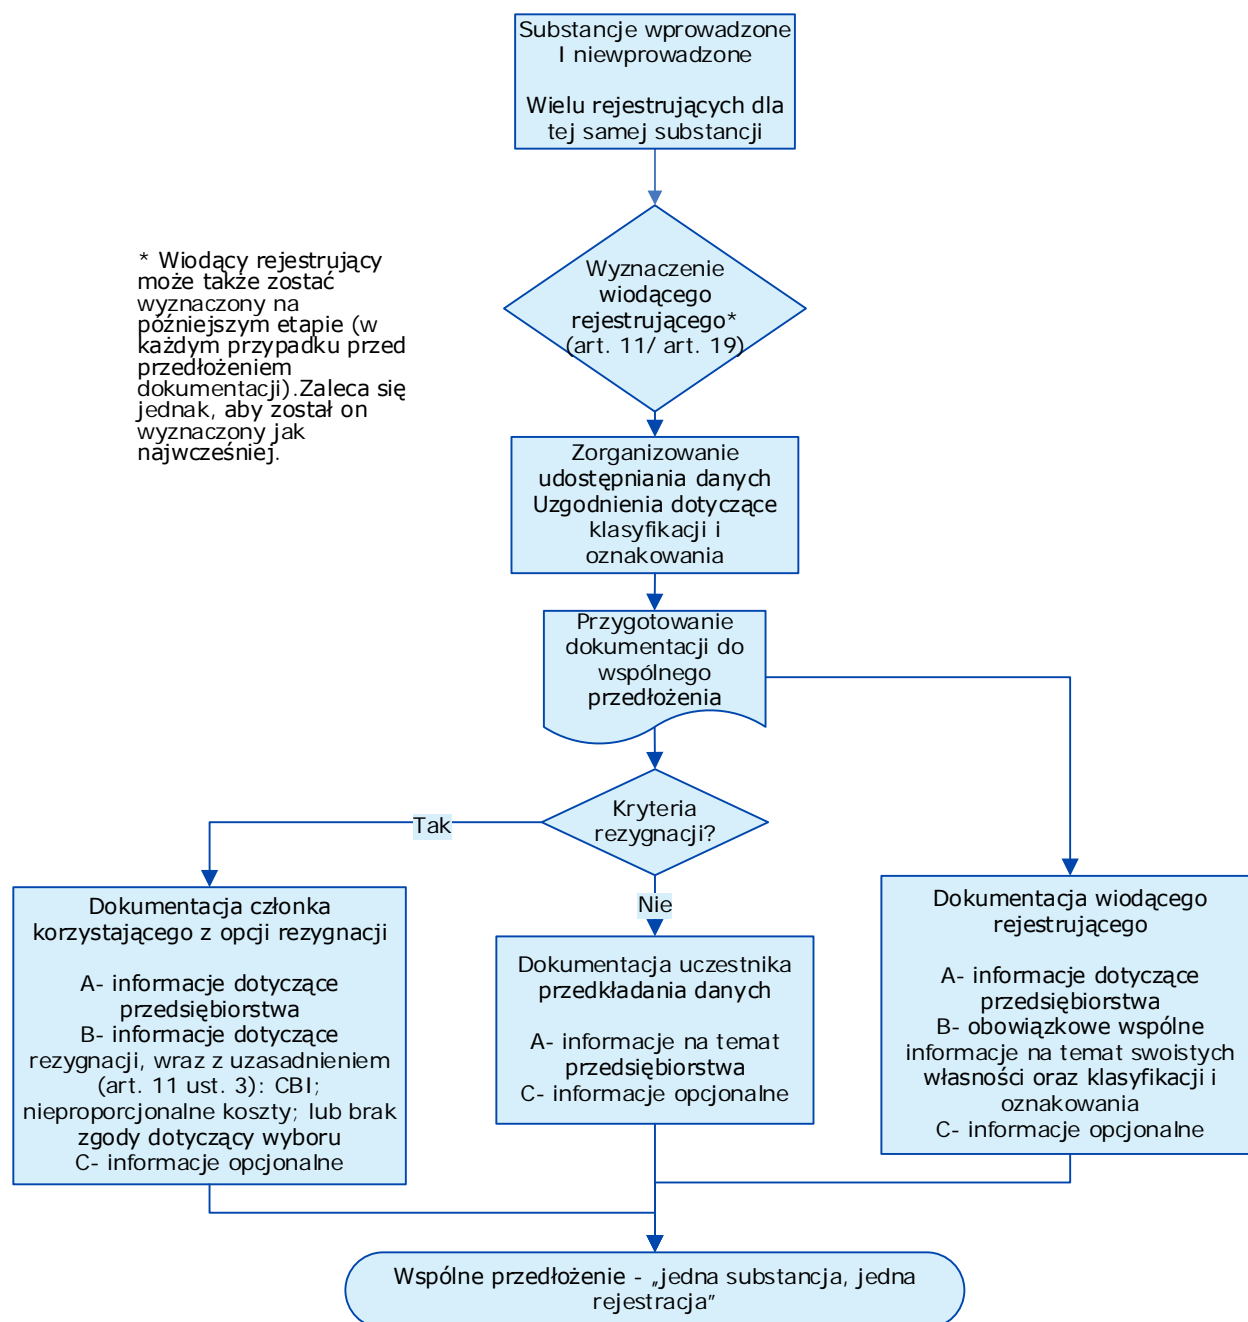 Substancje wprowadzone
I niewprowadzone
Wielu rejestrujących dla
tej samej substancji
* Wiodący rejestrujący
może także zostać
wyznaczony na
późniejszym etapie (w
każdym przypadku przed
przedłożeniem
dokumentacji).Zaleca się
jednak, aby został on
wyznaczony jak
najwcześniej.
Wyznaczenie
wiodącego
rejestrującego*
(art. 11/ art. 19)
Zorganizowanie
udostępniania danych
Uzgodnienia dotyczące
klasyfikacji i
oznakowania
Przygotowanie
dokumentacji do
wspólnego
przedłożenia
Kryteria
rezygnacji?
Tak
Nie
Dokumentacja członka
korzystającego z opcji rezygnacji
A- informacje dotyczące
przedsiębiorstwa
B- informacje dotyczące
rezygnacji, wraz z uzasadnieniem
(art. 11 ust. 3): CBI;
nieproporcjonalne koszty; lub brak
zgody dotyczący wyboru
C- informacje opcjonalne
Dokumentacja uczestnika
przedkładania danych
A- informacje na temat
przedsiębiorstwa
C- informacje opcjonalne
Dokumentacja wiodącego
rejestrującego
A- informacje dotyczące
przedsiębiorstwa
B- obowiązkowe wspólne
informacje na temat swoistych
własności oraz klasyfikacji i
oznakowania
C- informacje opcjonalne
Wspólne przedłożenie - „jedna substancja, jedna
rejestracja”